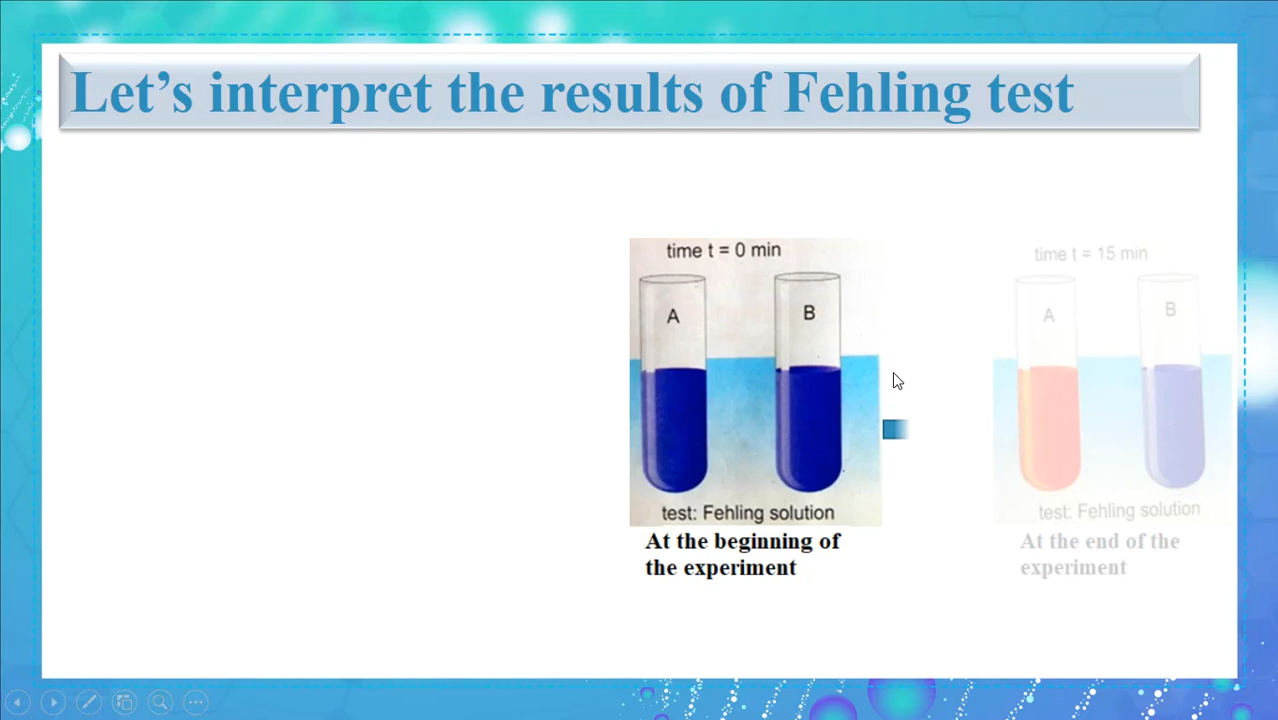 Let's interpret the results of Fehling test
time t = 0 min
A B
test: Fehling solution
At the beginning of
the experiment
time t = 15 min
A B
test: Fehling solution
At the end of the
experiment